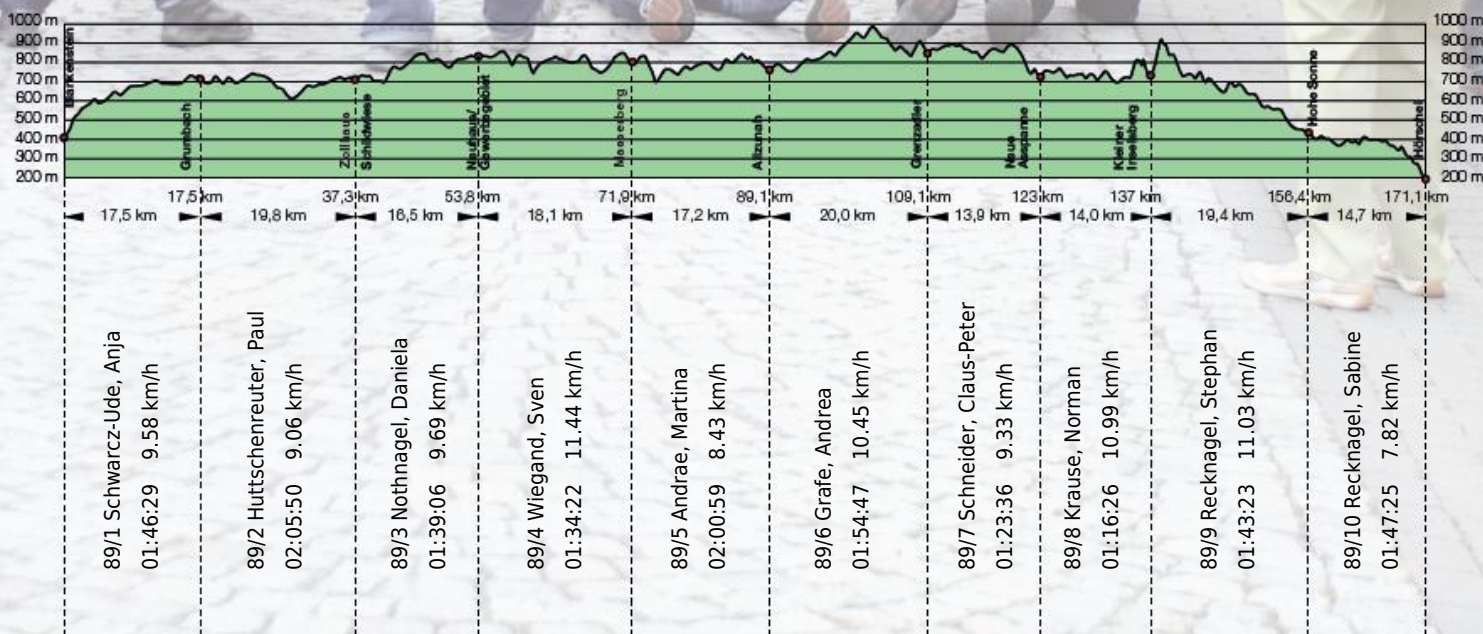 1000 m
900 m
800 m
700 m
600 m
500 m
400 m
300 m
200 m
1000 m
900 m
800 m
700 m
600 m
500 m
400 m
300 m
200 m
Blankenstein
Grumbach
Zollhaus
Schildwiese
Neuhaus/
Masserberg
Allzunah
Grenzadler
Neue
Ausspanne
Kleiner
Inselsberg
Hohe Sonne
Hörschel
17,5 km 37,3 km 53,8 km 71,9 km 89,1 km 109,1 km 123 km 137 km 156,4 km 171,1 km
17,5 km 19,8 km 16,5 km 18,1 km 17,2 km 20,0 km 13,9 km 14,0 km 19,4 km 14,7 km
89/1 Schwarcz-Ude, Anja
01:46:29 9.58 km/h
89/2 Huttschenreuter, Paul
02:05:50 9.06 km/h
89/3 Nothnagel, Daniela
01:39:06 9.69 km/h
89/4 Wiegand, Sven
01:34:22 11.44 km/h
89/5 Andrae, Martina
02:00:59 8.43 km/h
89/6 Grafe, Andrea
01:54:47 10.45 km/h
89/7 Schneider, Claus-Peter
01:23:36 9.33 km/h
89/8 Krause, Norman
01:16:26 10.99 km/h
89/9 Recknagel, Stephan
01:43:23 11.03 km/h
89/10 Recknagel, Sabine
01:47:25 7.82 km/h